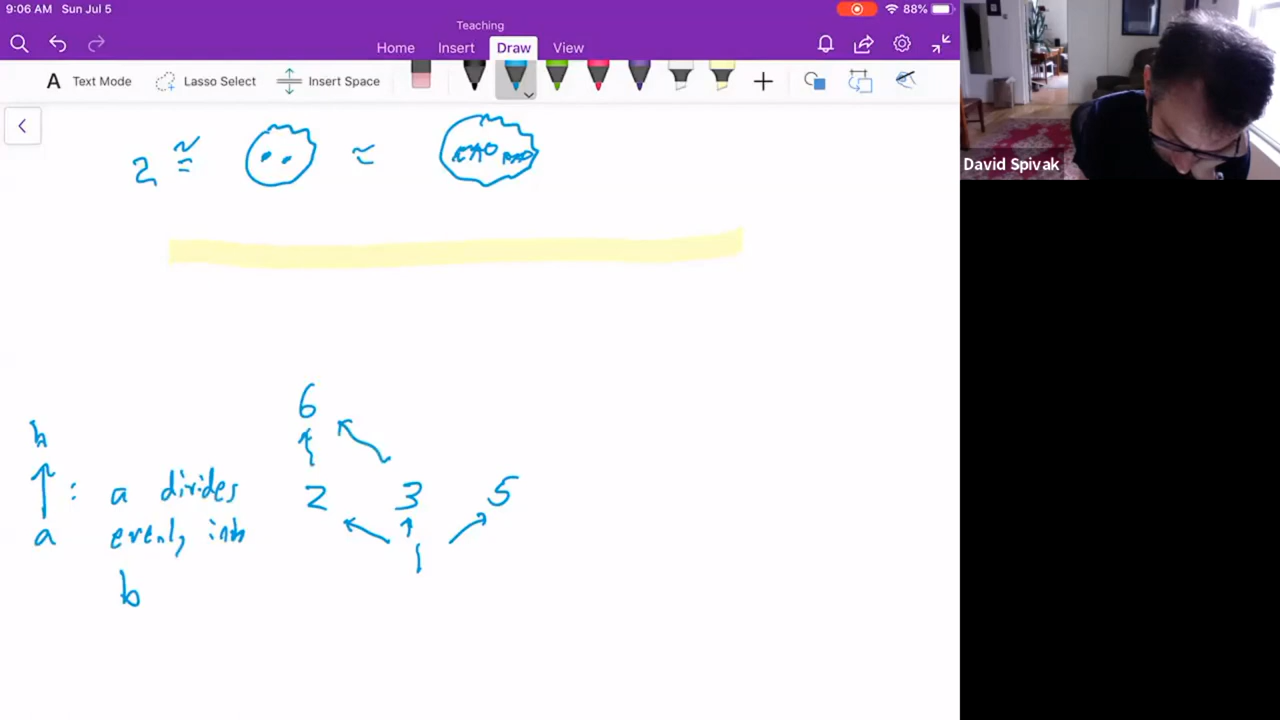 9:06 AM Sun Jul 5
88%
Teaching
Home Insert Draw View
A Text Mode Lasso Select Insert Space
David Spivak
2 ≅ ≃
6
b
↑ : a divides 2 3 5
a evenly into 1
b